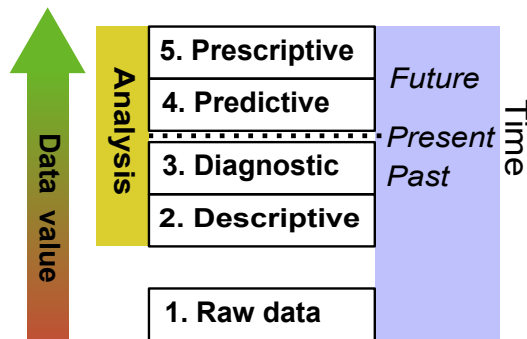 Data value
Analysis
5. Prescriptive
4. Predictive
3. Diagnostic
2. Descriptive
1. Raw data
Future
Present
Past
Time